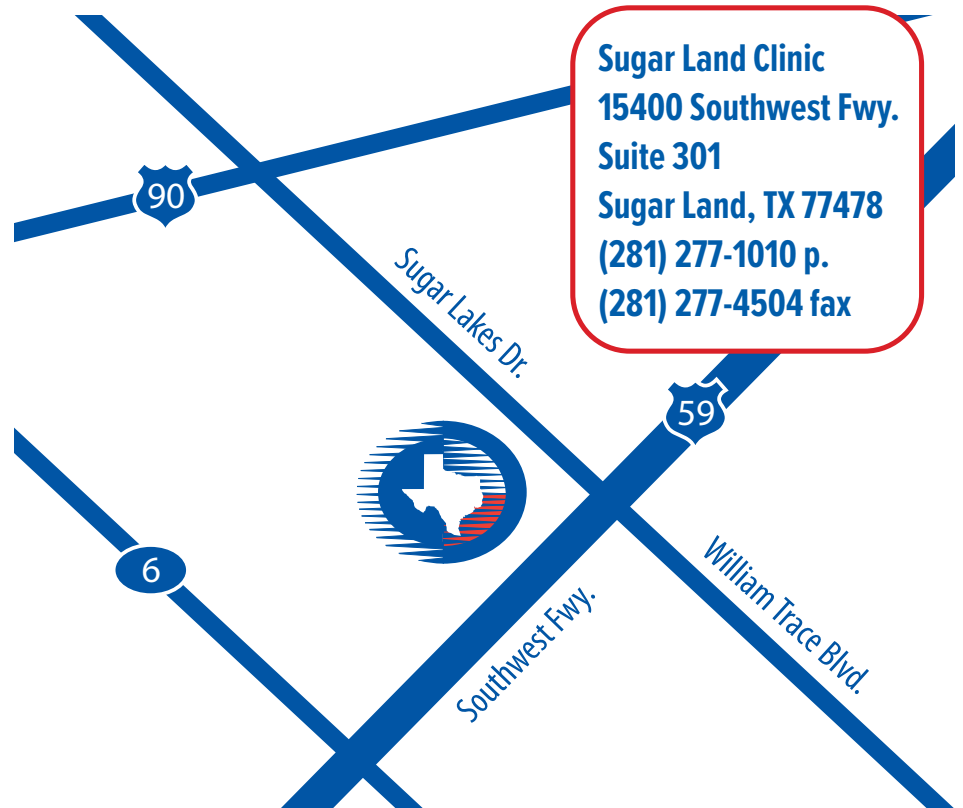 Sugar Land Clinic
15400 Southwest Fwy.
Suite 301
Sugar Land, TX 77478
(281) 277-1010 p.
(281) 277-4504 fax
90
Sugar Lakes Dr.
59
6
William Trace Blvd.
Southwest Fwy.